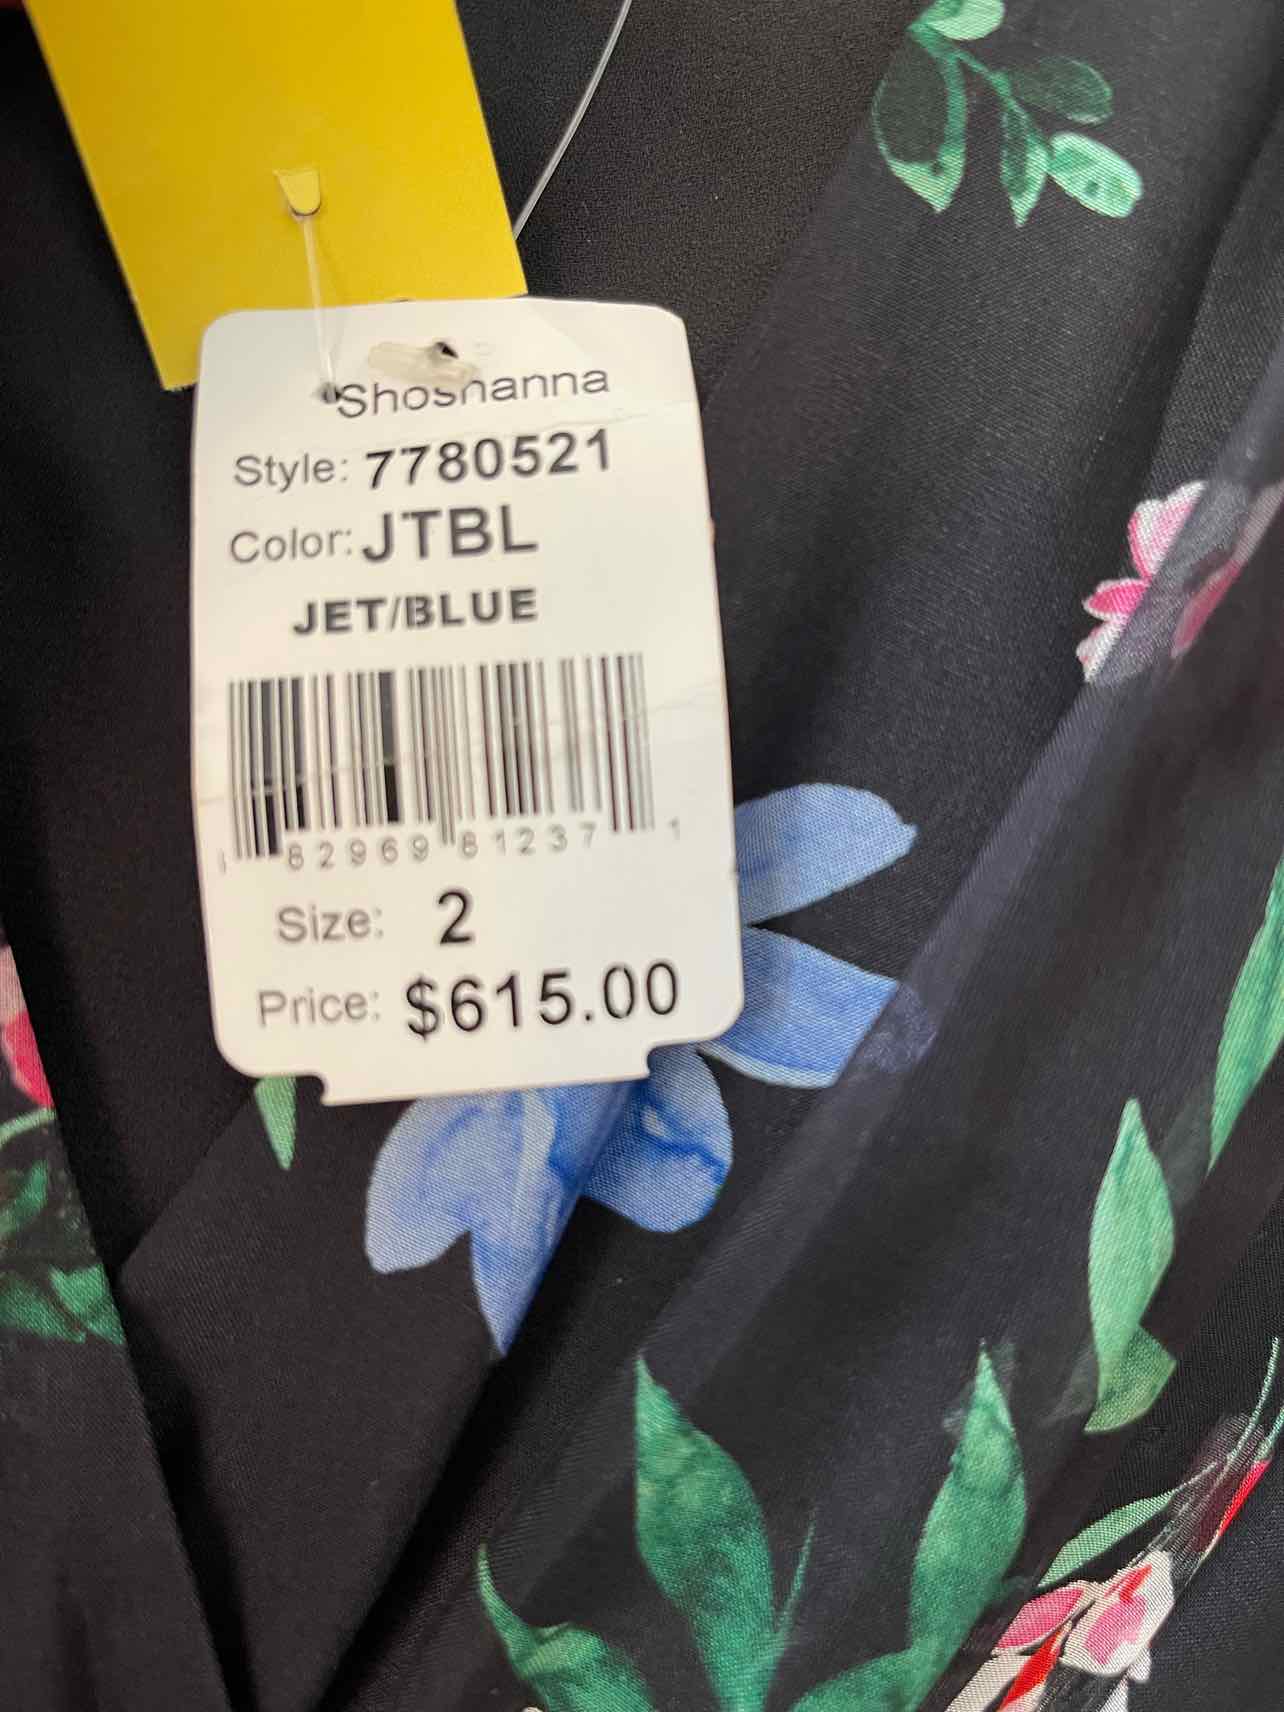 Shoshanna
Style: 7780521
Color: JTBL
JET/BLUE
82969 81237 1
Size: 2
Price: $615.00